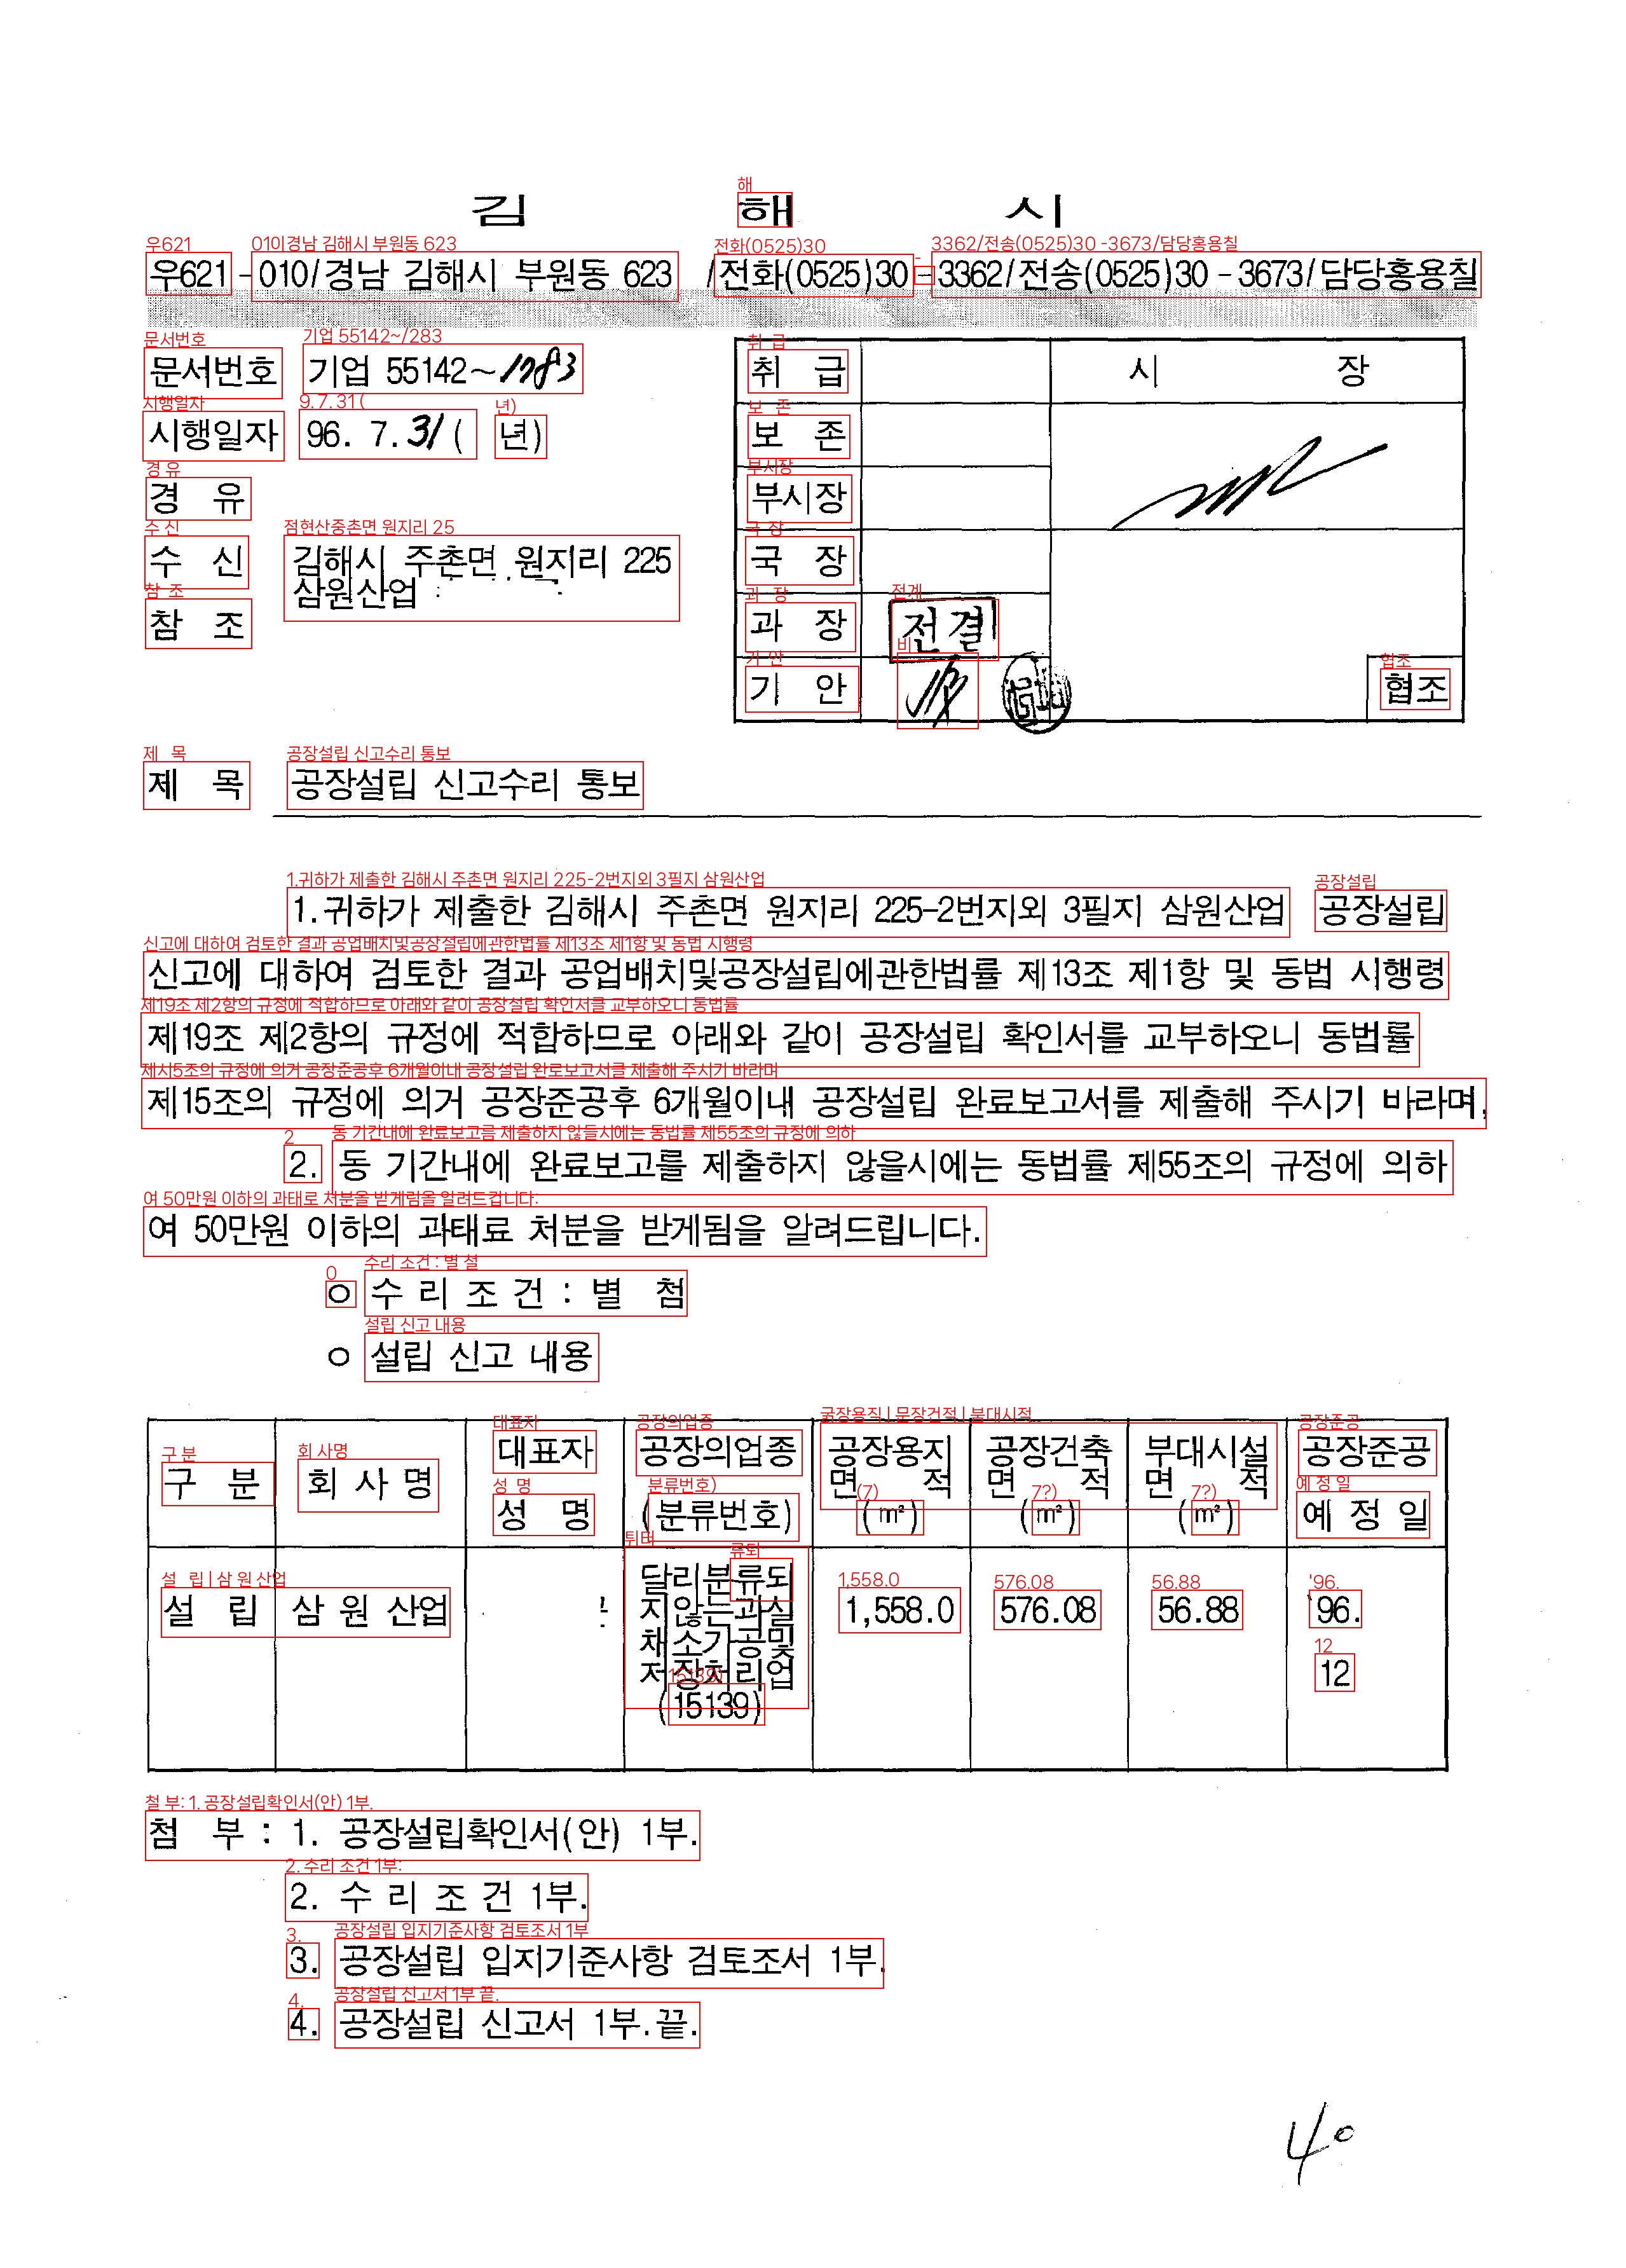 김 해 시
우621-010/경남 김해시 부원동 623 /전화(0525)30-3362/전송(0525)30-3673/담당홍용칠
문서번호 기업 55142~
시행일자 96. 7. 31 ( 년)
경 유
수 신 김해시 주촌면 원지리 225
삼원산업
참 조
취 급 시 장
보 존
부시장
국 장
과 장 전결
기 안 협조
제 목 공장설립 신고수리 통보
1.귀하가 제출한 김해시 주촌면 원지리 225-2번지외 3필지 삼원산업 공장설립
신고에 대하여 검토한 결과 공업배치및공장설립에관한법률 제13조 제1항 및 동법 시행령
제19조 제2항의 규정에 적합하므로 아래와 같이 공장설립 확인서를 교부하오니 동법률
제15조의 규정에 의거 공장준공후 6개월이내 공장설립 완료보고서를 제출해 주시기 바라며,
2. 동 기간내에 완료보고를 제출하지 않을시에는 동법률 제55조의 규정에 의하
여 50만원 이하의 과태료 처분을 받게됨을 알려드립니다.
ㅇ 수 리 조 건 : 별 첨
ㅇ 설립 신고 내용
구 분 회 사 명 대표자 성 명 공장의업종 (분류번호) 공장용지 면 적 (㎡) 공장건축 면 적 (㎡) 부대시설 면 적 (㎡) 공장준공 예 정 일
설 립 삼 원 산업 달리분류되 1,558.0 576.08 56.88 '96.
지않는과실
채소가공및
저장처리업 12
(15139)
첨 부 : 1. 공장설립확인서(안) 1부.
2. 수 리 조 건 1부.
3. 공장설립 입지기준사항 검토조서 1부.
4. 공장설립 신고서 1부.끝.
40